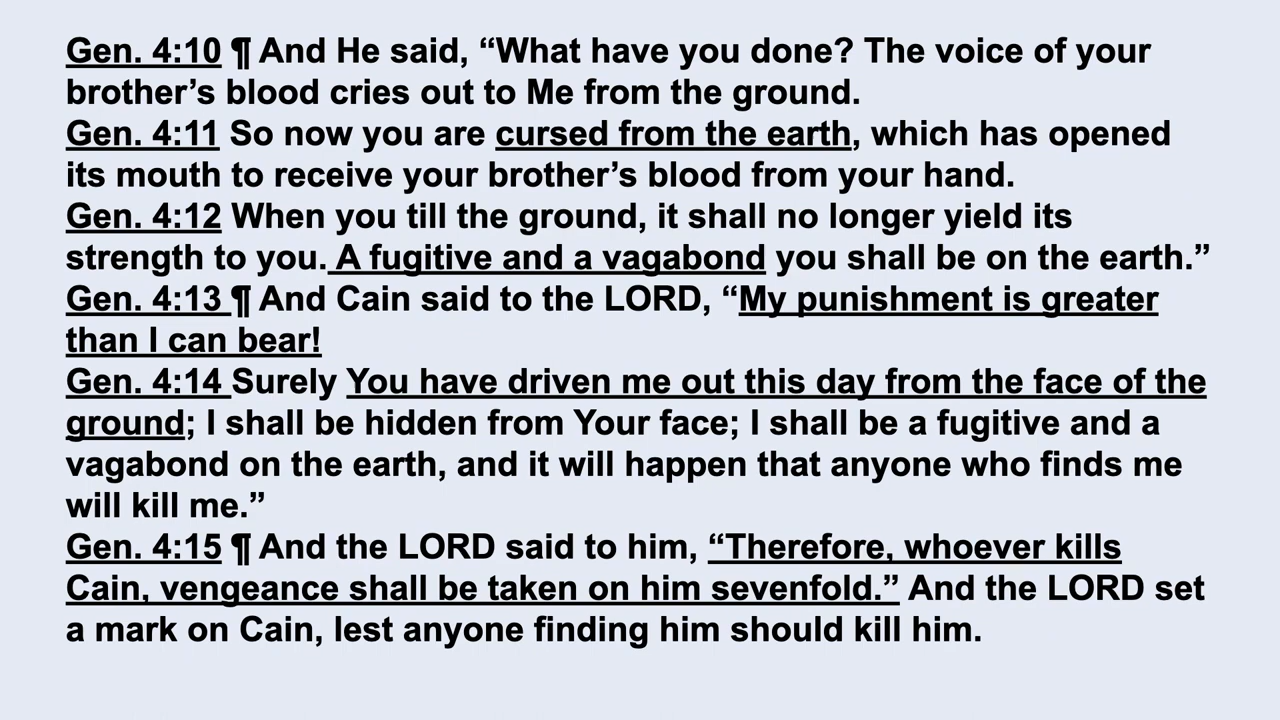 Gen. 4:10 ¶ And He said, “What have you done? The voice of your
brother’s blood cries out to Me from the ground.
Gen. 4:11 So now you are cursed from the earth, which has opened
its mouth to receive your brother’s blood from your hand.
Gen. 4:12 When you till the ground, it shall no longer yield its
strength to you. A fugitive and a vagabond you shall be on the earth.”
Gen. 4:13 ¶ And Cain said to the LORD, “My punishment is greater
than I can bear!
Gen. 4:14 Surely You have driven me out this day from the face of the
ground; I shall be hidden from Your face; I shall be a fugitive and a
vagabond on the earth, and it will happen that anyone who finds me
will kill me.”
Gen. 4:15 ¶ And the LORD said to him, “Therefore, whoever kills
Cain, vengeance shall be taken on him sevenfold.” And the LORD set
a mark on Cain, lest anyone finding him should kill him.